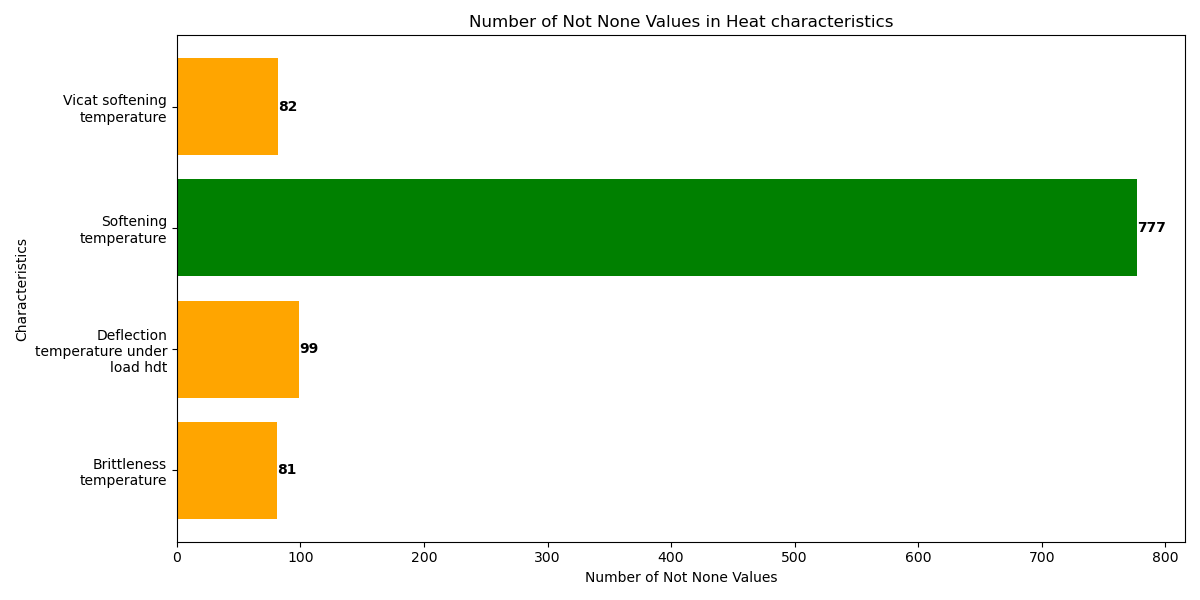 Number of Not None Values in Heat characteristics
Characteristics
Vicat softening
temperature
82
Softening
temperature
777
Deflection
temperature under
load hdt
99
Brittleness
temperature
81
0 100 200 300 400 500 600 700 800
Number of Not None Values